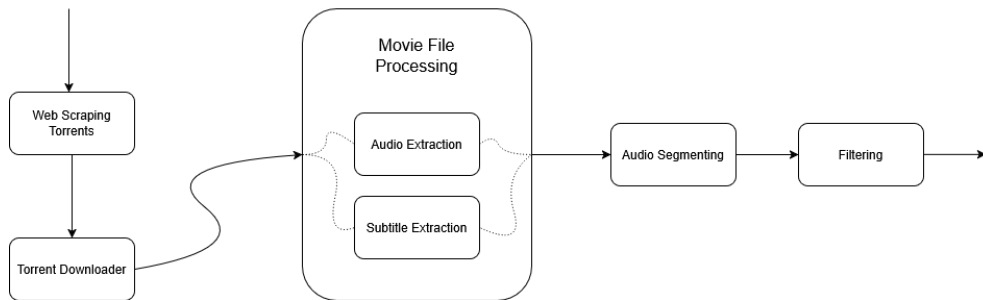 Web Scraping
Torrents
Torrent Downloader
Movie File
Processing
Audio Extraction
Subtitle Extraction
Audio Segmenting
Filtering